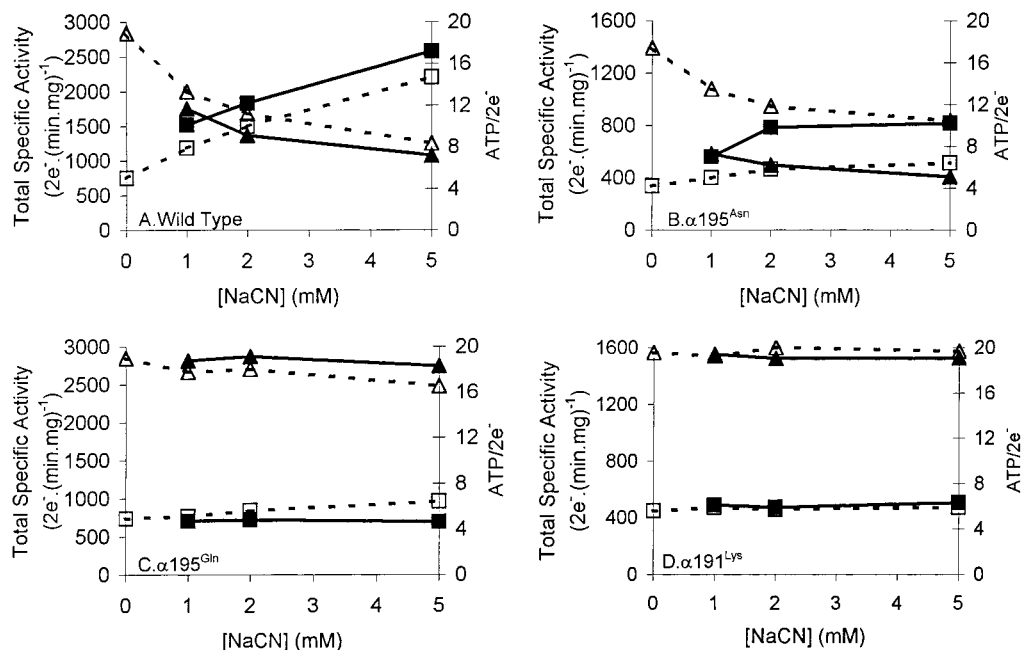 Total Specific Activity
(2e⁻.(min.mg)⁻¹
3000
2500
2000
1500
1000
500
0
20
16
12
8
4
0
ATP/2e⁻
A.Wild Type
0 1 2 3 4 5
[NaCN] (mM)
Total Specific Activity
(2e⁻.(min.mg)⁻¹
1600
1200
800
400
0
20
16
12
8
4
0
ATP/2e⁻
B.α195^Asn
0 1 2 3 4 5
[NaCN] (mM)
Total Specific Activity
(2e⁻.(min.mg)⁻¹
3000
2500
2000
1500
1000
500
0
20
16
12
8
4
0
ATP/2e⁻
C.α195^Gln
0 1 2 3 4 5
[NaCN] (mM)
Total Specific Activity
(2e⁻.(min.mg)⁻¹
1600
1200
800
400
0
20
16
12
8
4
0
ATP/2e⁻
D.α191^Lys
0 1 2 3 4 5
[NaCN] (mM)